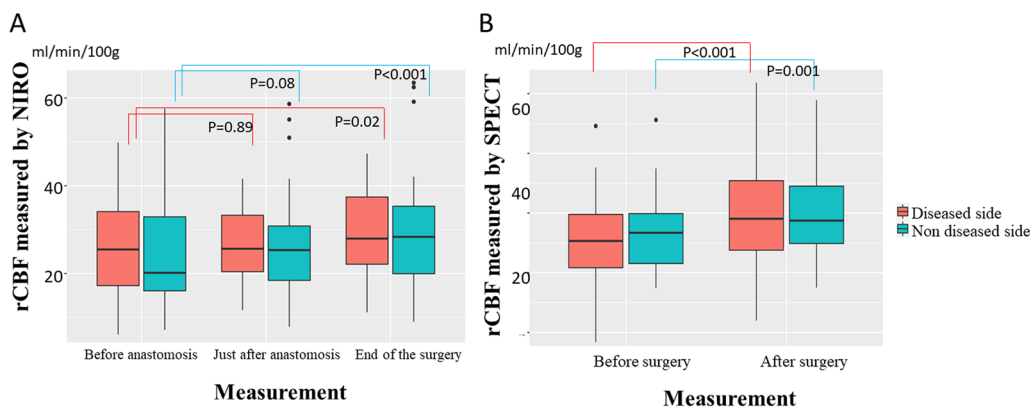 A
ml/min/100g
rCBF measured by NIRO
60
40
20
P=0.08
P<0.001
P=0.89
P=0.02
Before anastomosis
Just after anastomosis
End of the surgery
Measurement
B
ml/min/100g
rCBF measured by SPECT
60
40
20
P<0.001
P=0.001
Before surgery
After surgery
Measurement
Diseased side
Non diseased side